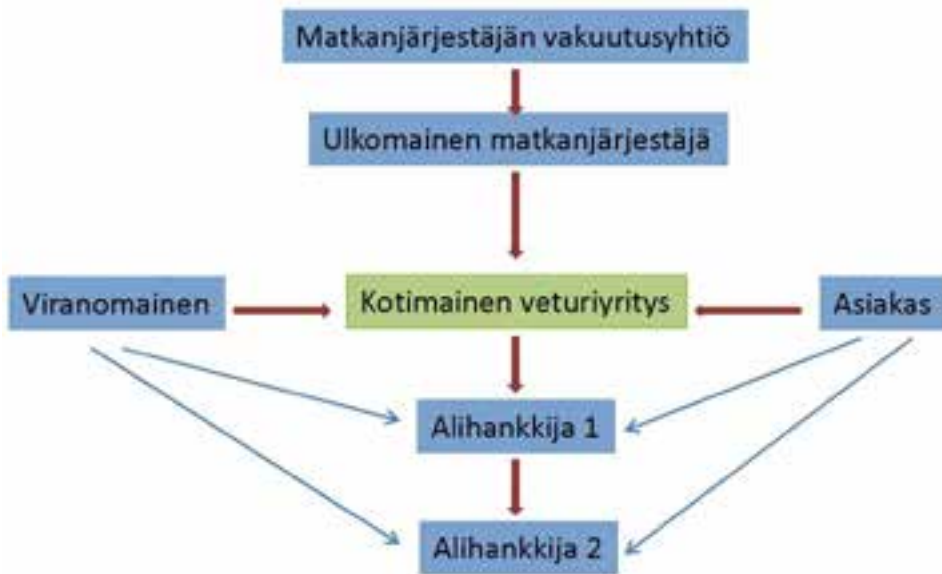 Matkanjärjestäjän vakuutusyhtiö
Ulkomainen matkanjärjestäjä
Viranomainen
Kotimainen veturiyritys
Asiakas
Alihankkija 1
Alihankkija 2